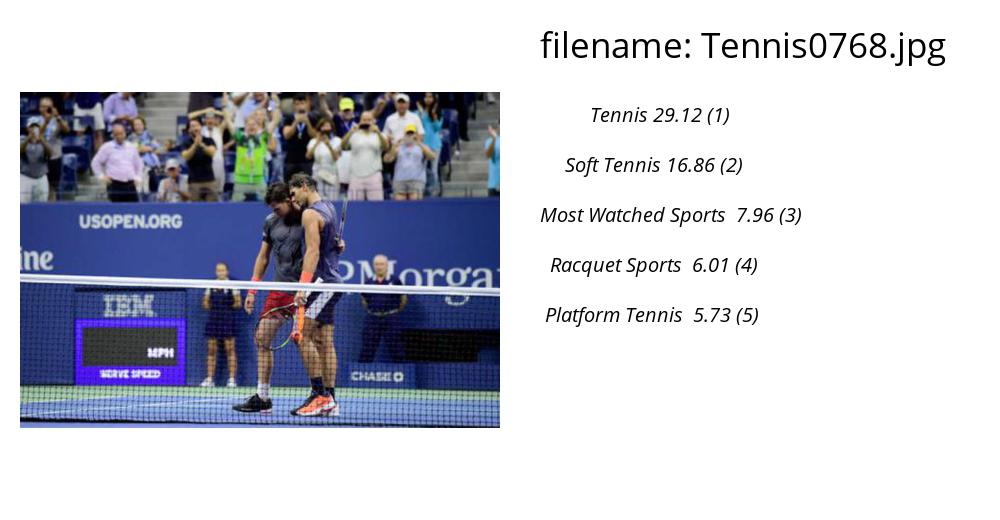 filename: Tennis0768.jpg
Tennis 29.12 (1)
Soft Tennis 16.86 (2)
Most Watched Sports 7.96 (3)
Racquet Sports 6.01 (4)
Platform Tennis 5.73 (5)
USOPEN.ORG
ine
JPMorga
IBM
MPH
SERVE SPEED
CHASE